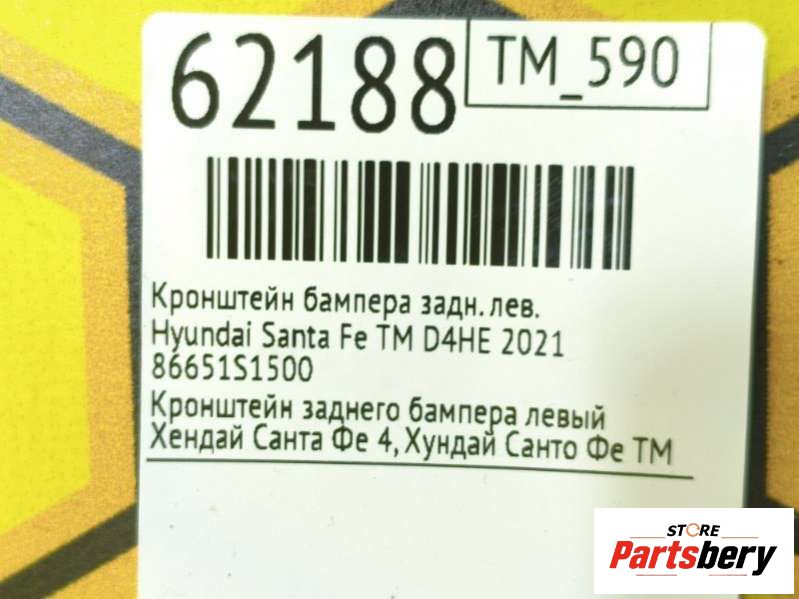 62188
TM_590
Кронштейн бампера задн. лев.
Hyundai Santa Fe TM D4HE 2021
86651S1500
Кронштейн заднего бампера левый
Хендай Санта Фе 4, Хундай Санто Фе ТМ
STORE
Partsbery